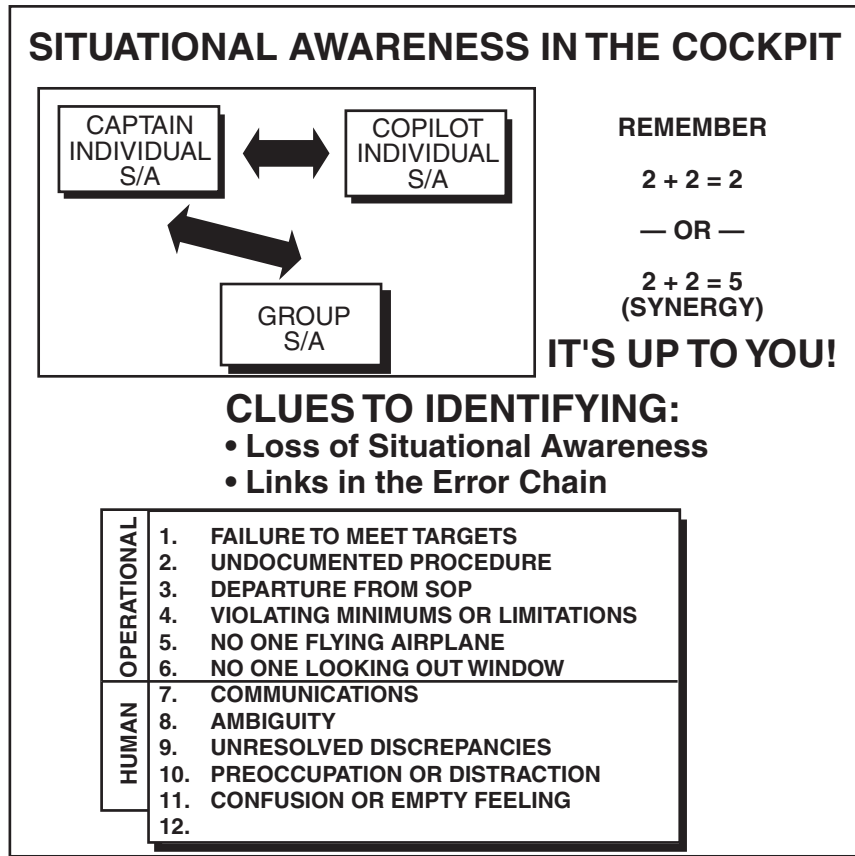 SITUATIONAL AWARENESS IN THE COCKPIT
CAPTAIN
INDIVIDUAL
S/A
COPILOT
INDIVIDUAL
S/A
GROUP
S/A
REMEMBER
2 + 2 = 2
— OR —
2 + 2 = 5
(SYNERGY)
IT'S UP TO YOU!
CLUES TO IDENTIFYING:
• Loss of Situational Awareness
• Links in the Error Chain
OPERATIONAL
1. FAILURE TO MEET TARGETS
2. UNDOCUMENTED PROCEDURE
3. DEPARTURE FROM SOP
4. VIOLATING MINIMUMS OR LIMITATIONS
5. NO ONE FLYING AIRPLANE
6. NO ONE LOOKING OUT WINDOW
HUMAN
7. COMMUNICATIONS
8. AMBIGUITY
9. UNRESOLVED DISCREPANCIES
10. PREOCCUPATION OR DISTRACTION
11. CONFUSION OR EMPTY FEELING
12.